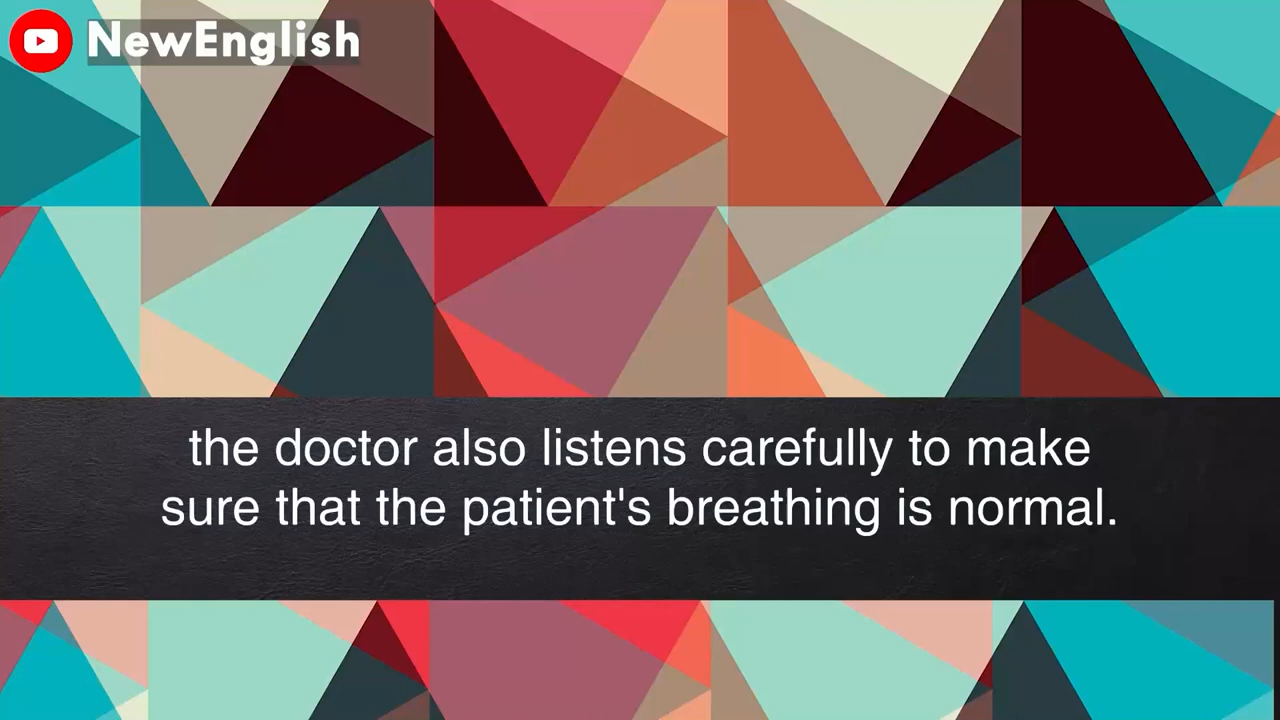 NewEnglish
the doctor also listens carefully to make
sure that the patient's breathing is normal.